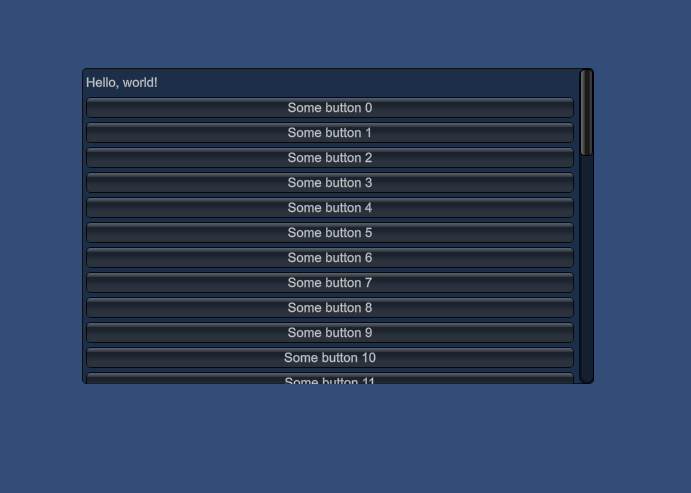 Hello, world!
Some button 0
Some button 1
Some button 2
Some button 3
Some button 4
Some button 5
Some button 6
Some button 7
Some button 8
Some button 9
Some button 10
Some button 11